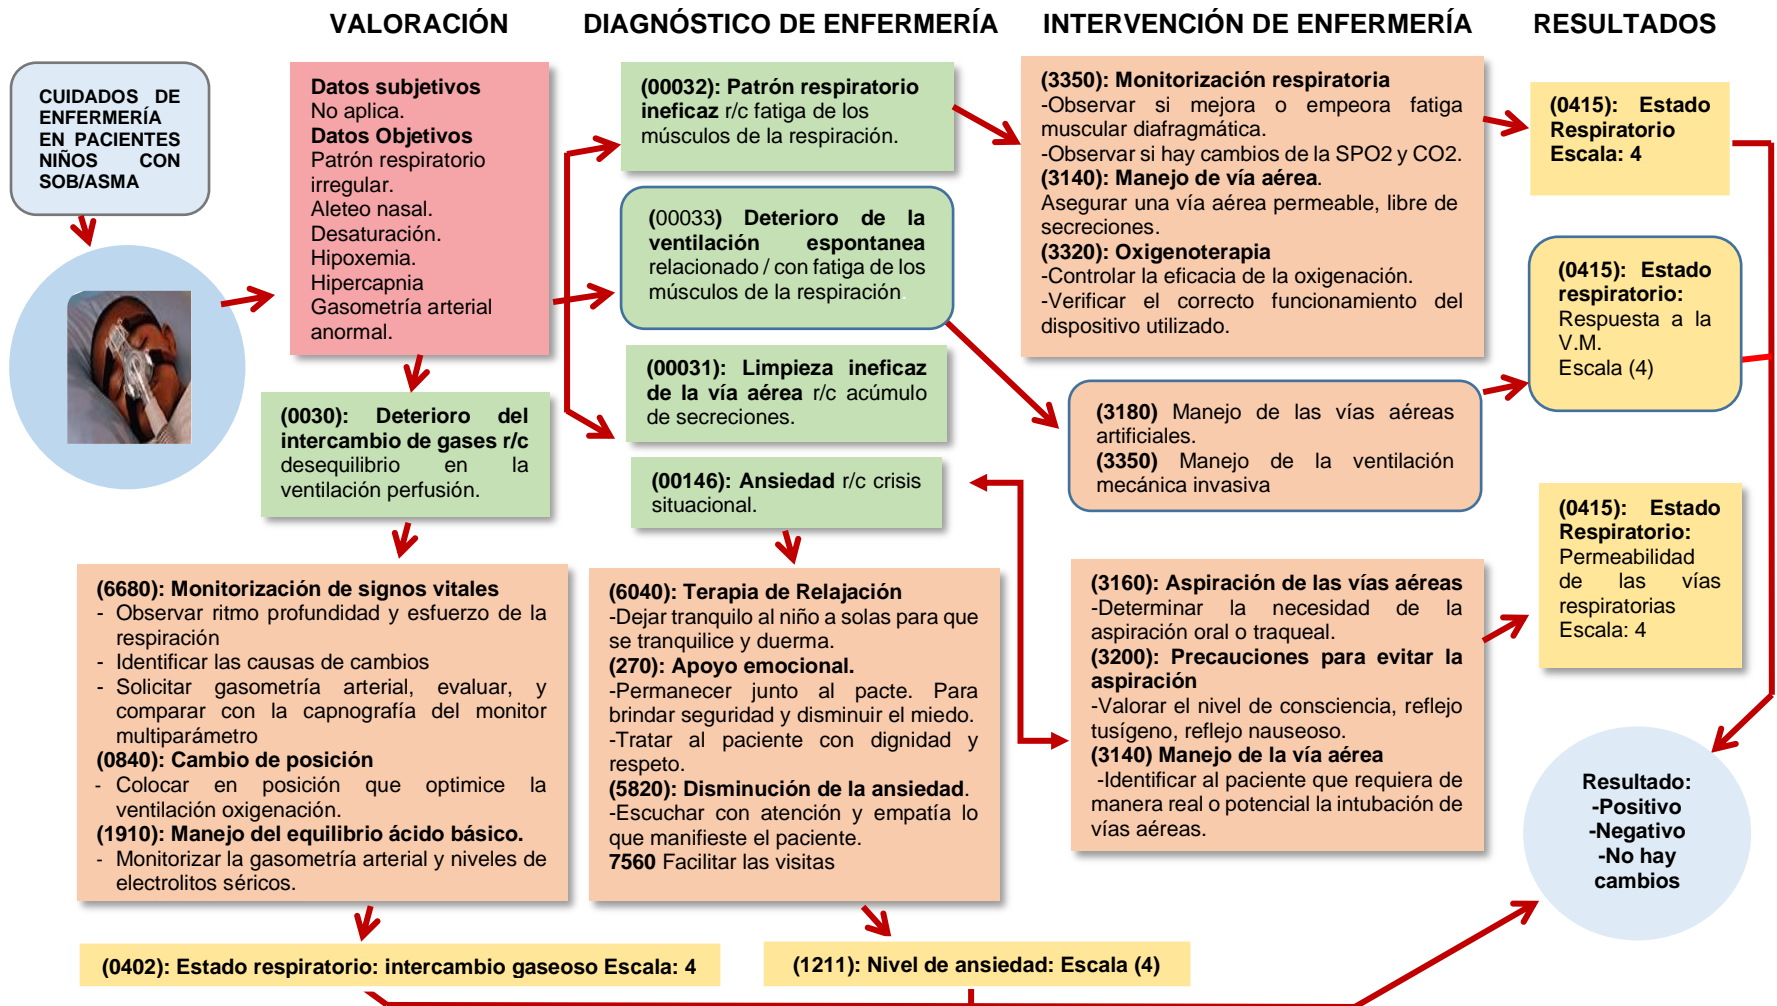 VALORACIÓN
DIAGNÓSTICO DE ENFERMERÍA
INTERVENCIÓN DE ENFERMERÍA
RESULTADOS
CUIDADOS DE
ENFERMERÍA
EN PACIENTES
NIÑOS CON
SOB/ASMA
Datos subjetivos
No aplica.
Datos Objetivos
Patrón respiratorio
irregular.
Aleteo nasal.
Desaturación.
Hipoxemia.
Hipercapnia
Gasometría arterial
anormal.
(0030): Deterioro del
intercambio de gases r/c
desequilibrio en la
ventilación perfusión.
(00032): Patrón respiratorio
ineficaz r/c fatiga de los
músculos de la respiración.
(00033) Deterioro de la
ventilación espontanea
relacionado / con fatiga de los
músculos de la respiración.
(00031): Limpieza ineficaz
de la vía aérea r/c acúmulo
de secreciones.
(00146): Ansiedad r/c crisis
situacional.
(3350): Monitorización respiratoria
-Observar si mejora o empeora fatiga
muscular diafragmática.
-Observar si hay cambios de la SPO2 y CO2.
(3140): Manejo de vía aérea.
Asegurar una vía aérea permeable, libre de
secreciones.
(3320): Oxigenoterapia
-Controlar la eficacia de la oxigenación.
-Verificar el correcto funcionamiento del
dispositivo utilizado.
(3180) Manejo de las vías aéreas
artificiales.
(3350) Manejo de la ventilación
mecánica invasiva
(0415): Estado
Respiratorio
Escala: 4
(0415): Estado
respiratorio:
Respuesta a la
V.M.
Escala (4)
(0415): Estado
Respiratorio:
Permeabilidad
de las vías
respiratorias
Escala: 4
(6680): Monitorización de signos vitales
- Observar ritmo profundidad y esfuerzo de la
respiración
- Identificar las causas de cambios
- Solicitar gasometría arterial, evaluar, y
comparar con la capnografía del monitor
multiparámetro
(0840): Cambio de posición
- Colocar en posición que optimice la
ventilación oxigenación.
(1910): Manejo del equilibrio ácido básico.
- Monitorizar la gasometría arterial y niveles de
electrolitos séricos.
(6040): Terapia de Relajación
-Dejar tranquilo al niño a solas para que
se tranquilice y duerma.
(270): Apoyo emocional.
-Permanecer junto al pacte. Para
brindar seguridad y disminuir el miedo.
-Tratar al paciente con dignidad y
respeto.
(5820): Disminución de la ansiedad.
-Escuchar con atención y empatía lo
que manifieste el paciente.
7560 Facilitar las visitas
(3160): Aspiración de las vías aéreas
-Determinar la necesidad de la
aspiración oral o traqueal.
(3200): Precauciones para evitar la
aspiración
-Valorar el nivel de consciencia, reflejo
tusígeno, reflejo nauseoso.
(3140) Manejo de la vía aérea
-Identificar al paciente que requiera de
manera real o potencial la intubación de
vías aéreas.
Resultado:
-Positivo
-Negativo
-No hay
cambios
(0402): Estado respiratorio: intercambio gaseoso Escala: 4
(1211): Nivel de ansiedad: Escala (4)